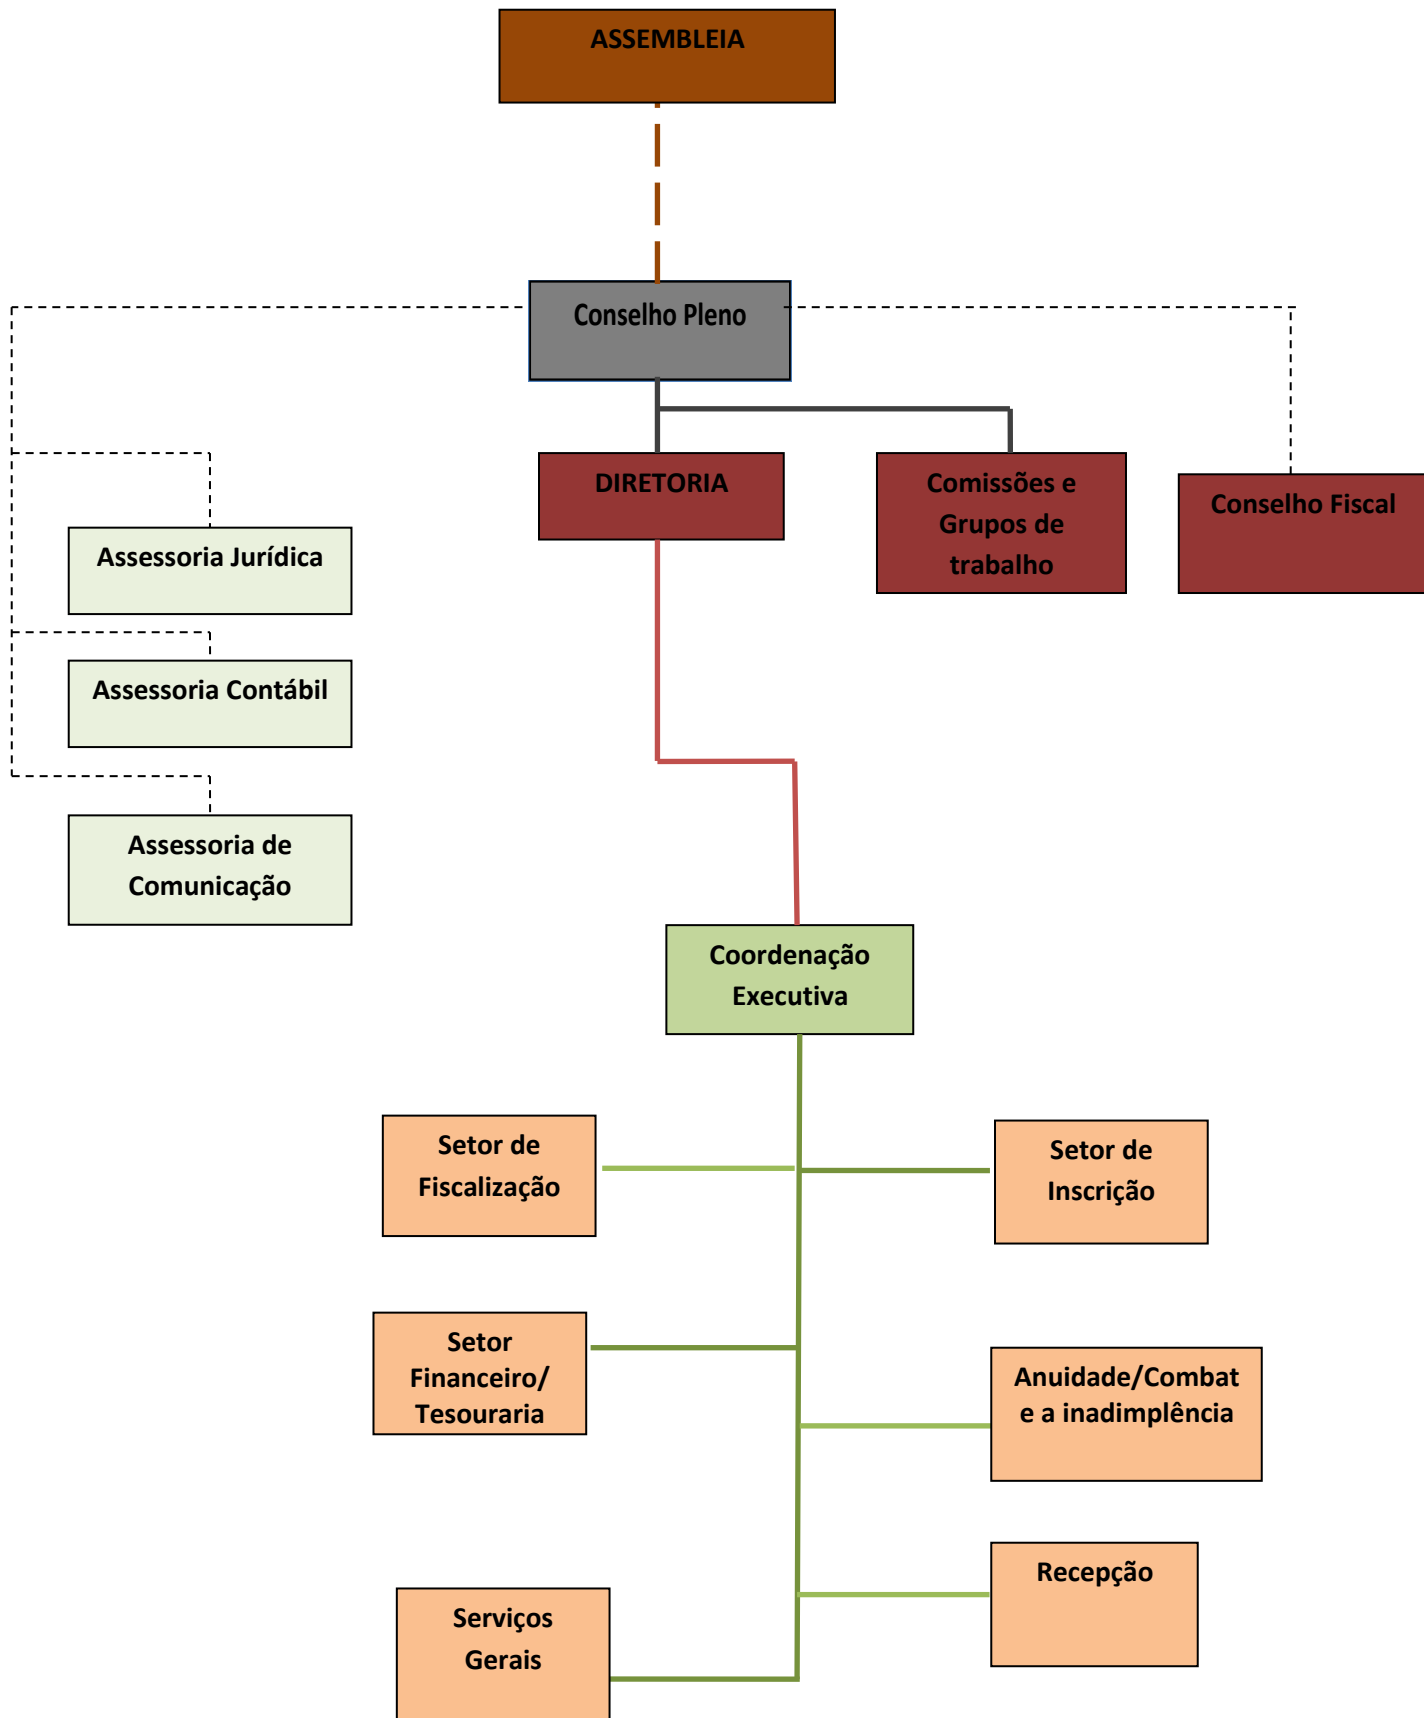 ASSEMBLEIA
Conselho Pleno
DIRETORIA
Comissões e
Grupos de
trabalho
Conselho Fiscal
Assessoria Jurídica
Assessoria Contábil
Assessoria de
Comunicação
Coordenação
Executiva
Setor de
Fiscalização
Setor de
Inscrição
Setor
Financeiro/
Tesouraria
Anuidade/Combat
e a inadimplência
Recepção
Serviços
Gerais